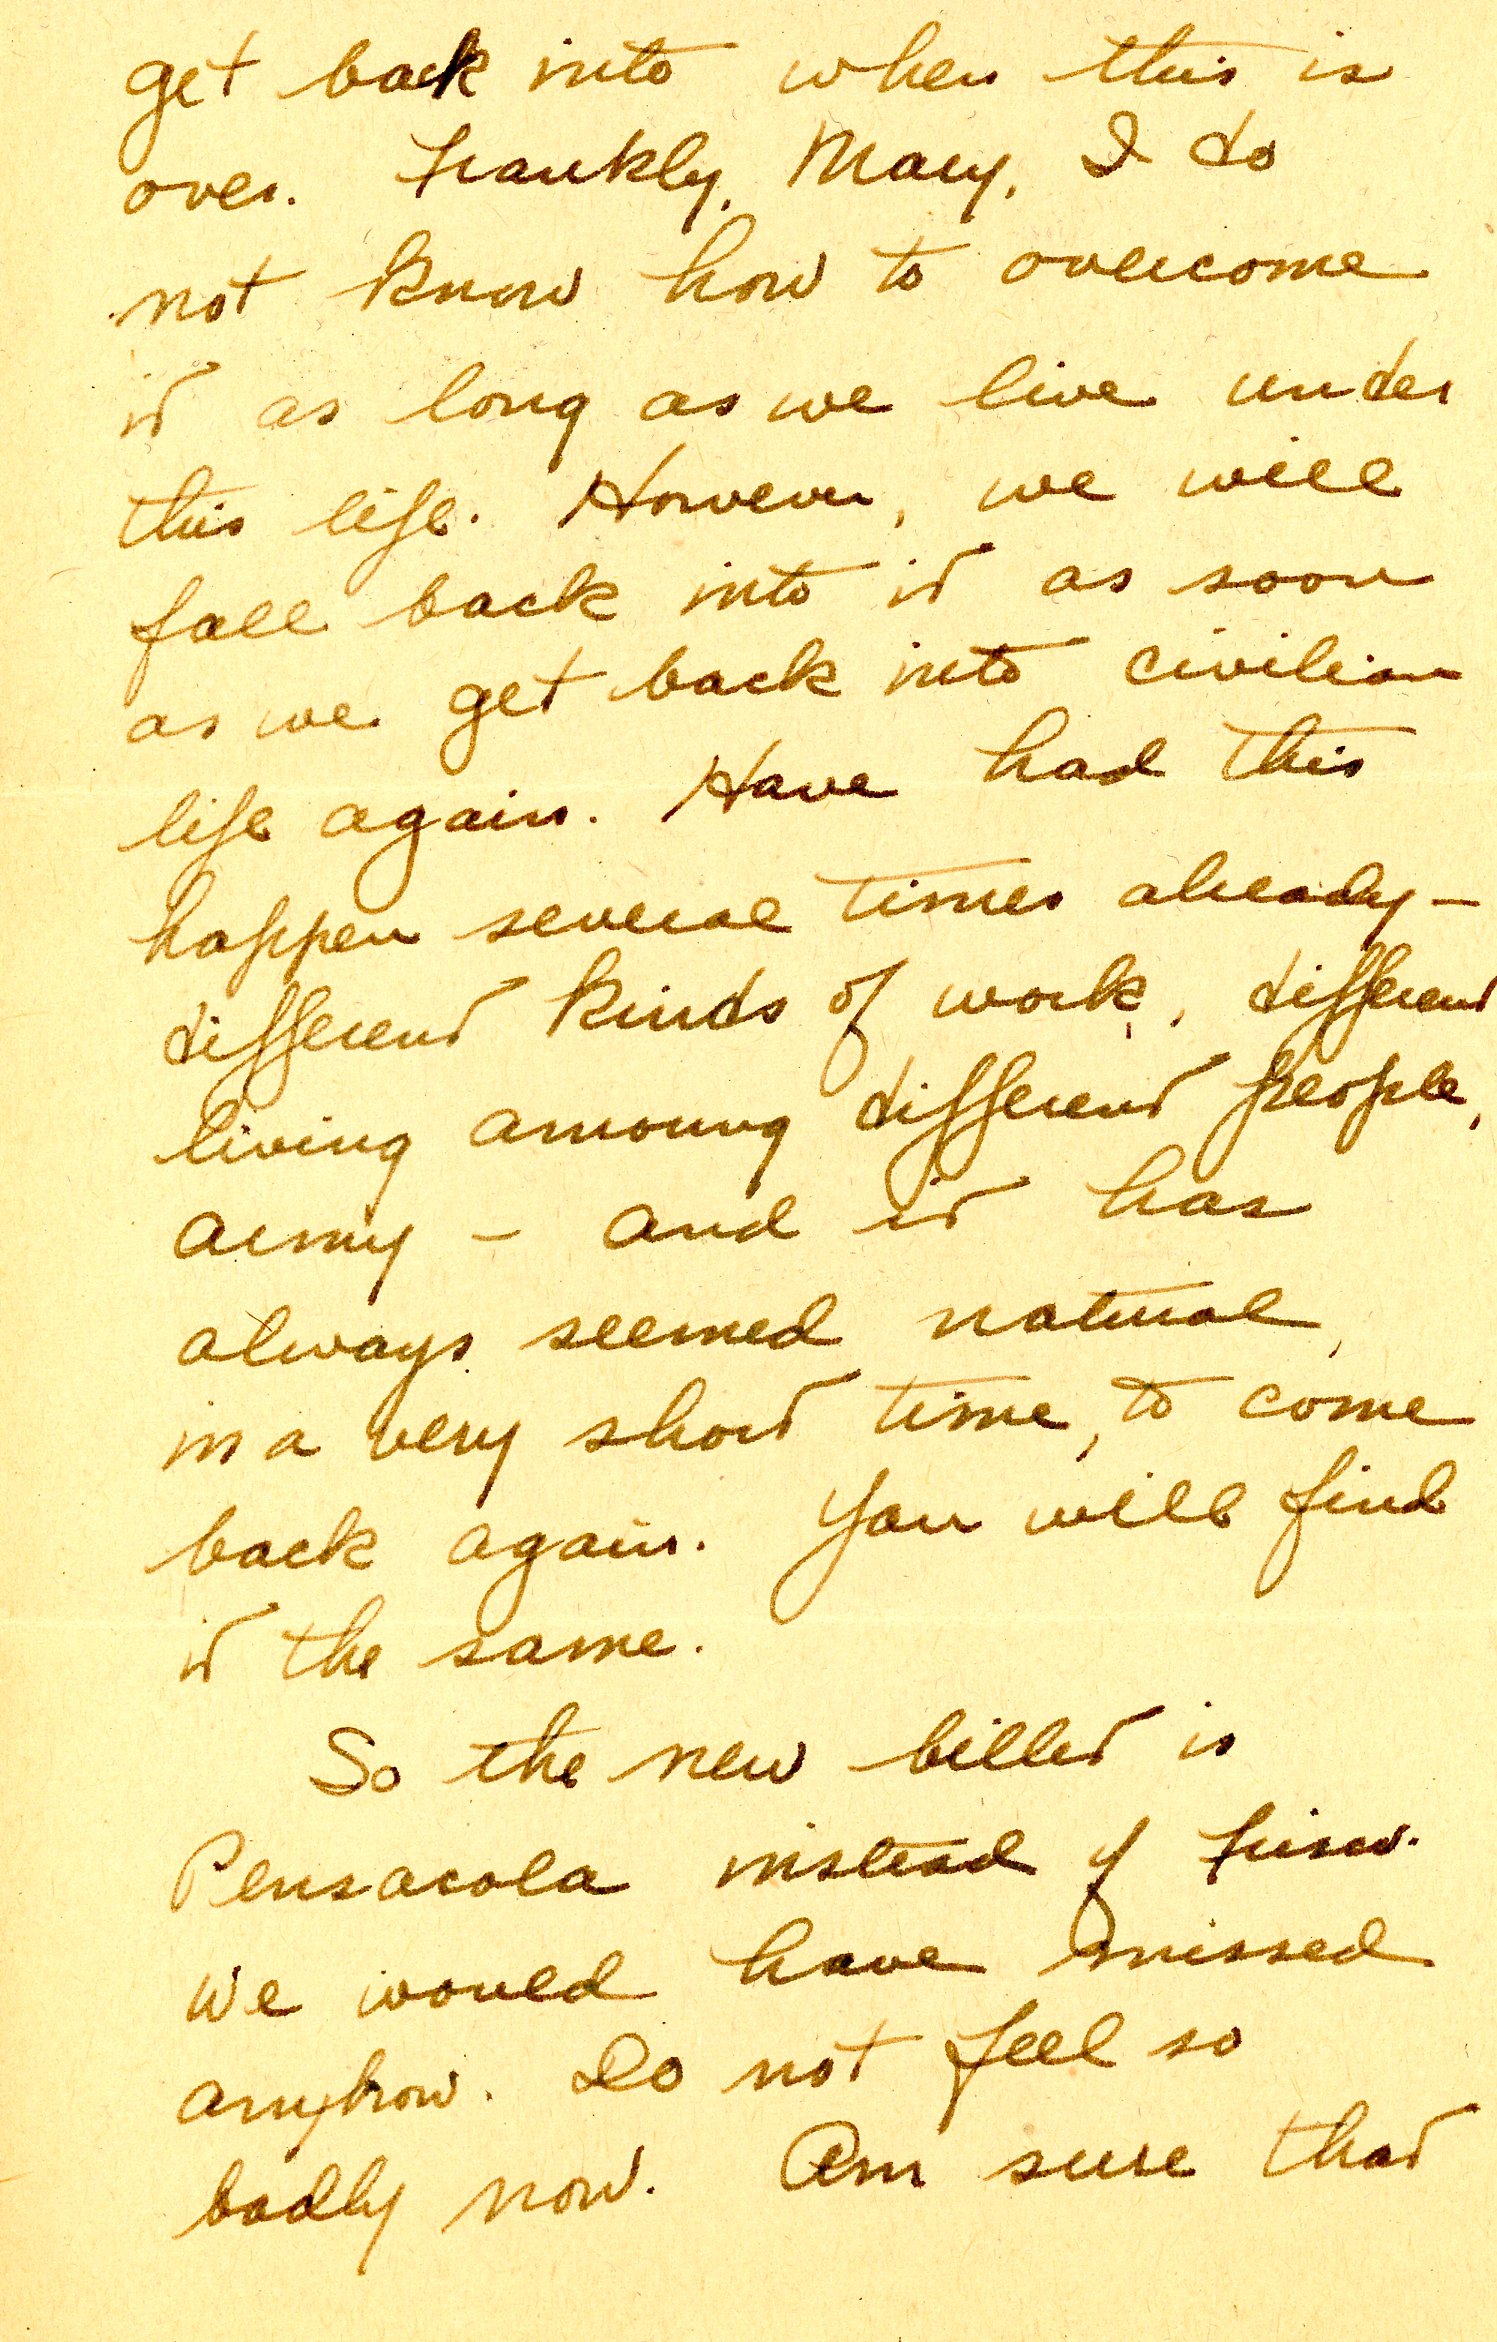 get back into when this is
over. Frankly, Mary, I do
not know how to overcome
it as long as we live under
this life. However, we will
fall back into it as soon
as we get back into civilian
life again. Have had this
happen several times already -
different kinds of work, different
living amoung different people,
army - and it has
always seemed natural,
in a very short time, to come
back again. You will find
it the same.
So the new billet is
Pensacola instead of Frisco.
We would have missed
anyhow. Do not feel so
badly now. Am sure that